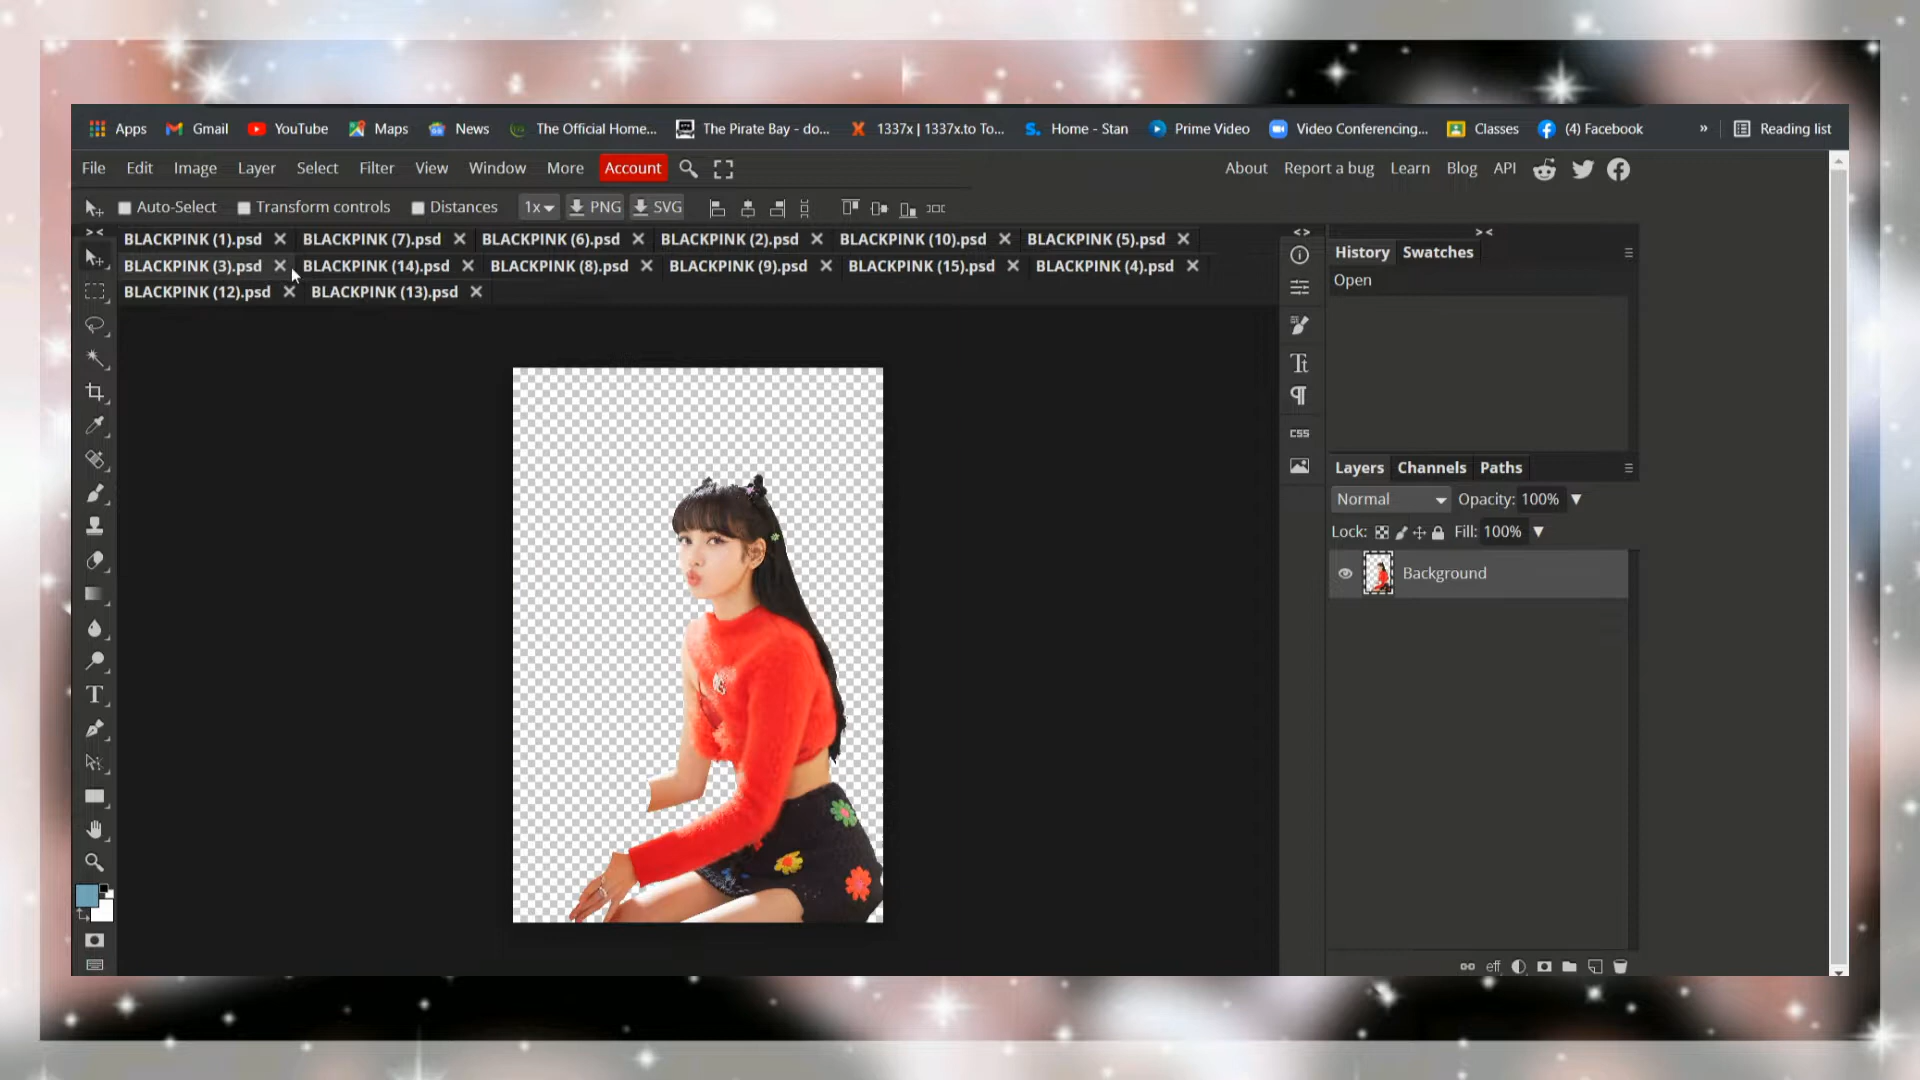 Apps Gmail YouTube Maps News The Official Home... The Pirate Bay - do... 1337x | 1337x.to To... Home - Stan Prime Video Video Conferencing... Classes (4) Facebook » Reading list
File Edit Image Layer Select Filter View Window More Account About Report a bug Learn Blog API
Auto-Select Transform controls Distances 1x PNG SVG
BLACKPINK (1).psd BLACKPINK (7).psd BLACKPINK (6).psd BLACKPINK (2).psd BLACKPINK (10).psd BLACKPINK (5).psd
BLACKPINK (3).psd BLACKPINK (14).psd BLACKPINK (8).psd BLACKPINK (9).psd BLACKPINK (15).psd BLACKPINK (4).psd
BLACKPINK (12).psd BLACKPINK (13).psd
History Swatches
Open
CSS
Layers Channels Paths
Normal Opacity: 100%
Lock: Fill: 100%
Background
eff